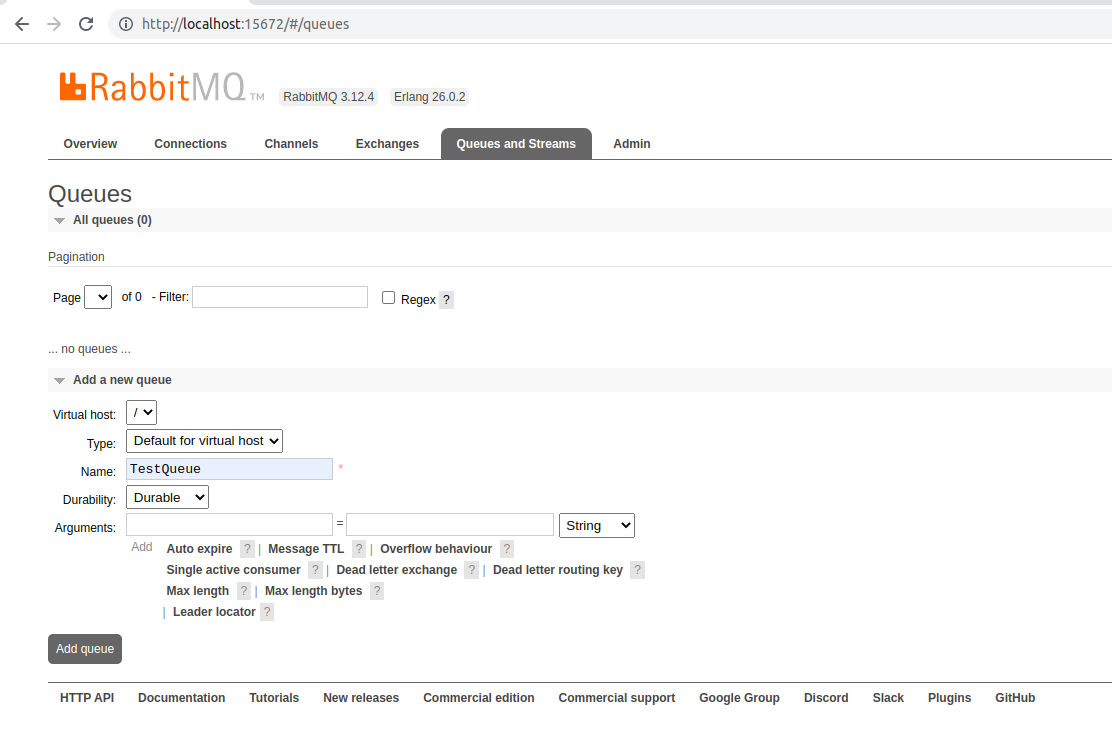 http://localhost:15672/#/queues
RabbitMQ TM RabbitMQ 3.12.4 Erlang 26.0.2
Overview Connections Channels Exchanges Queues and Streams Admin
Queues
All queues (0)
Pagination
Page of 0 - Filter: Regex ?
... no queues ...
Add a new queue
Virtual host: /
Type: Default for virtual host
Name: TestQueue *
Durability: Durable
Arguments: = String
Add Auto expire ? | Message TTL ? | Overflow behaviour ?
Single active consumer ? | Dead letter exchange ? | Dead letter routing key ?
Max length ? | Max length bytes ?
| Leader locator ?
Add queue
HTTP API Documentation Tutorials New releases Commercial edition Commercial support Google Group Discord Slack Plugins GitHub